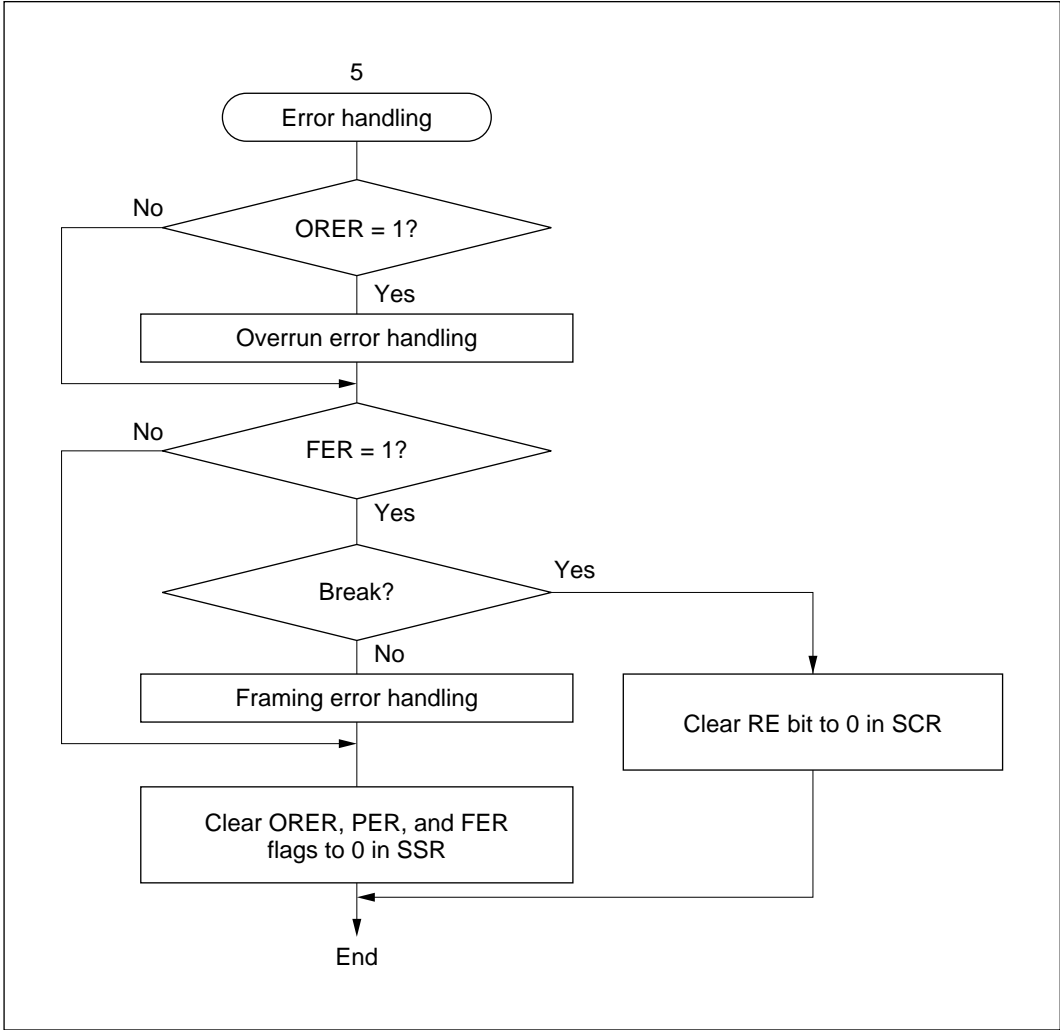 5
Error handling
No
ORER = 1?
Yes
Overrun error handling
No
FER = 1?
Yes
Yes
Break?
No
Framing error handling
Clear RE bit to 0 in SCR
Clear ORER, PER, and FER
flags to 0 in SSR
End